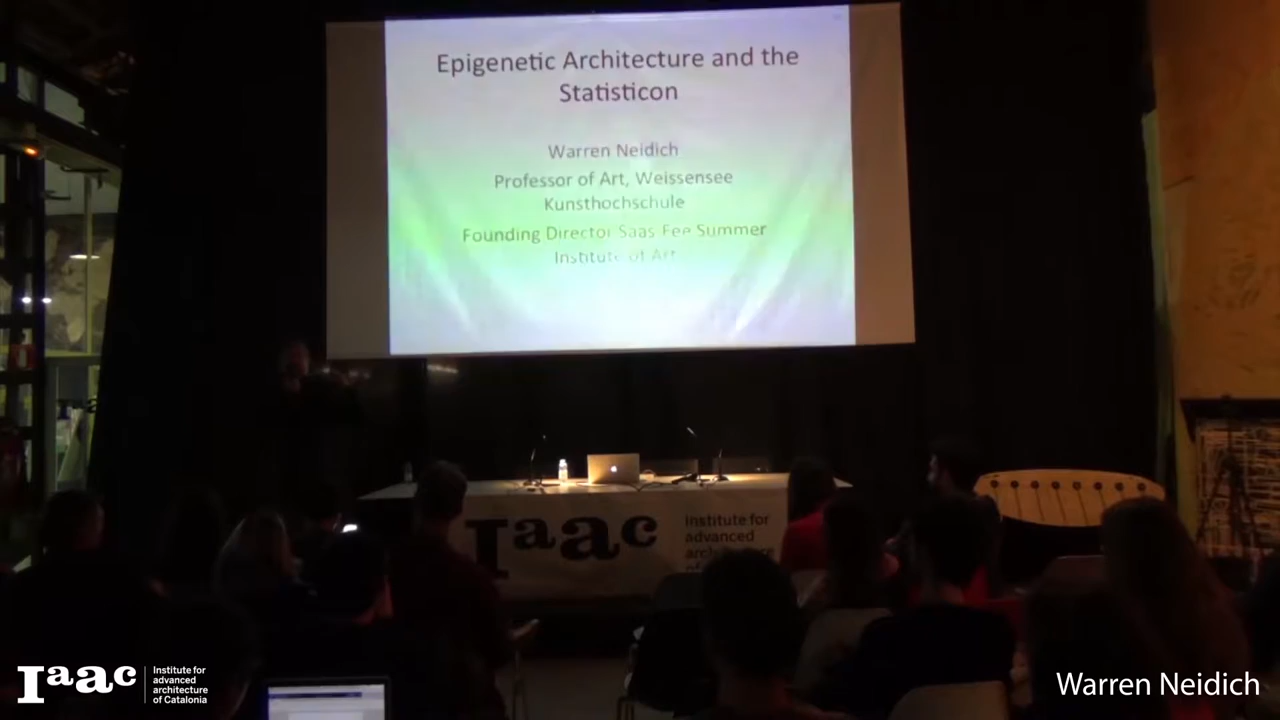 Epigenetic Architecture and the
Statisticon
Warren Neidich
Professor of Art, Weissensee
Kunsthochschule
Founding Director Saas Fee Summer
Institute of Art
Iaac
Institute for
advanced
architecture
Iaac
Institute for
advanced
architecture
of Catalonia
Warren Neidich